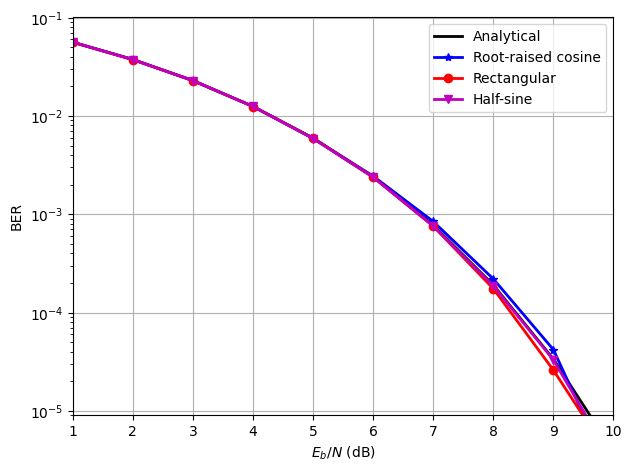 10⁻¹
10⁻²
10⁻³
10⁻⁴
10⁻⁵
BER
1 2 3 4 5 6 7 8 9 10
E_b/N (dB)
Analytical
Root-raised cosine
Rectangular
Half-sine